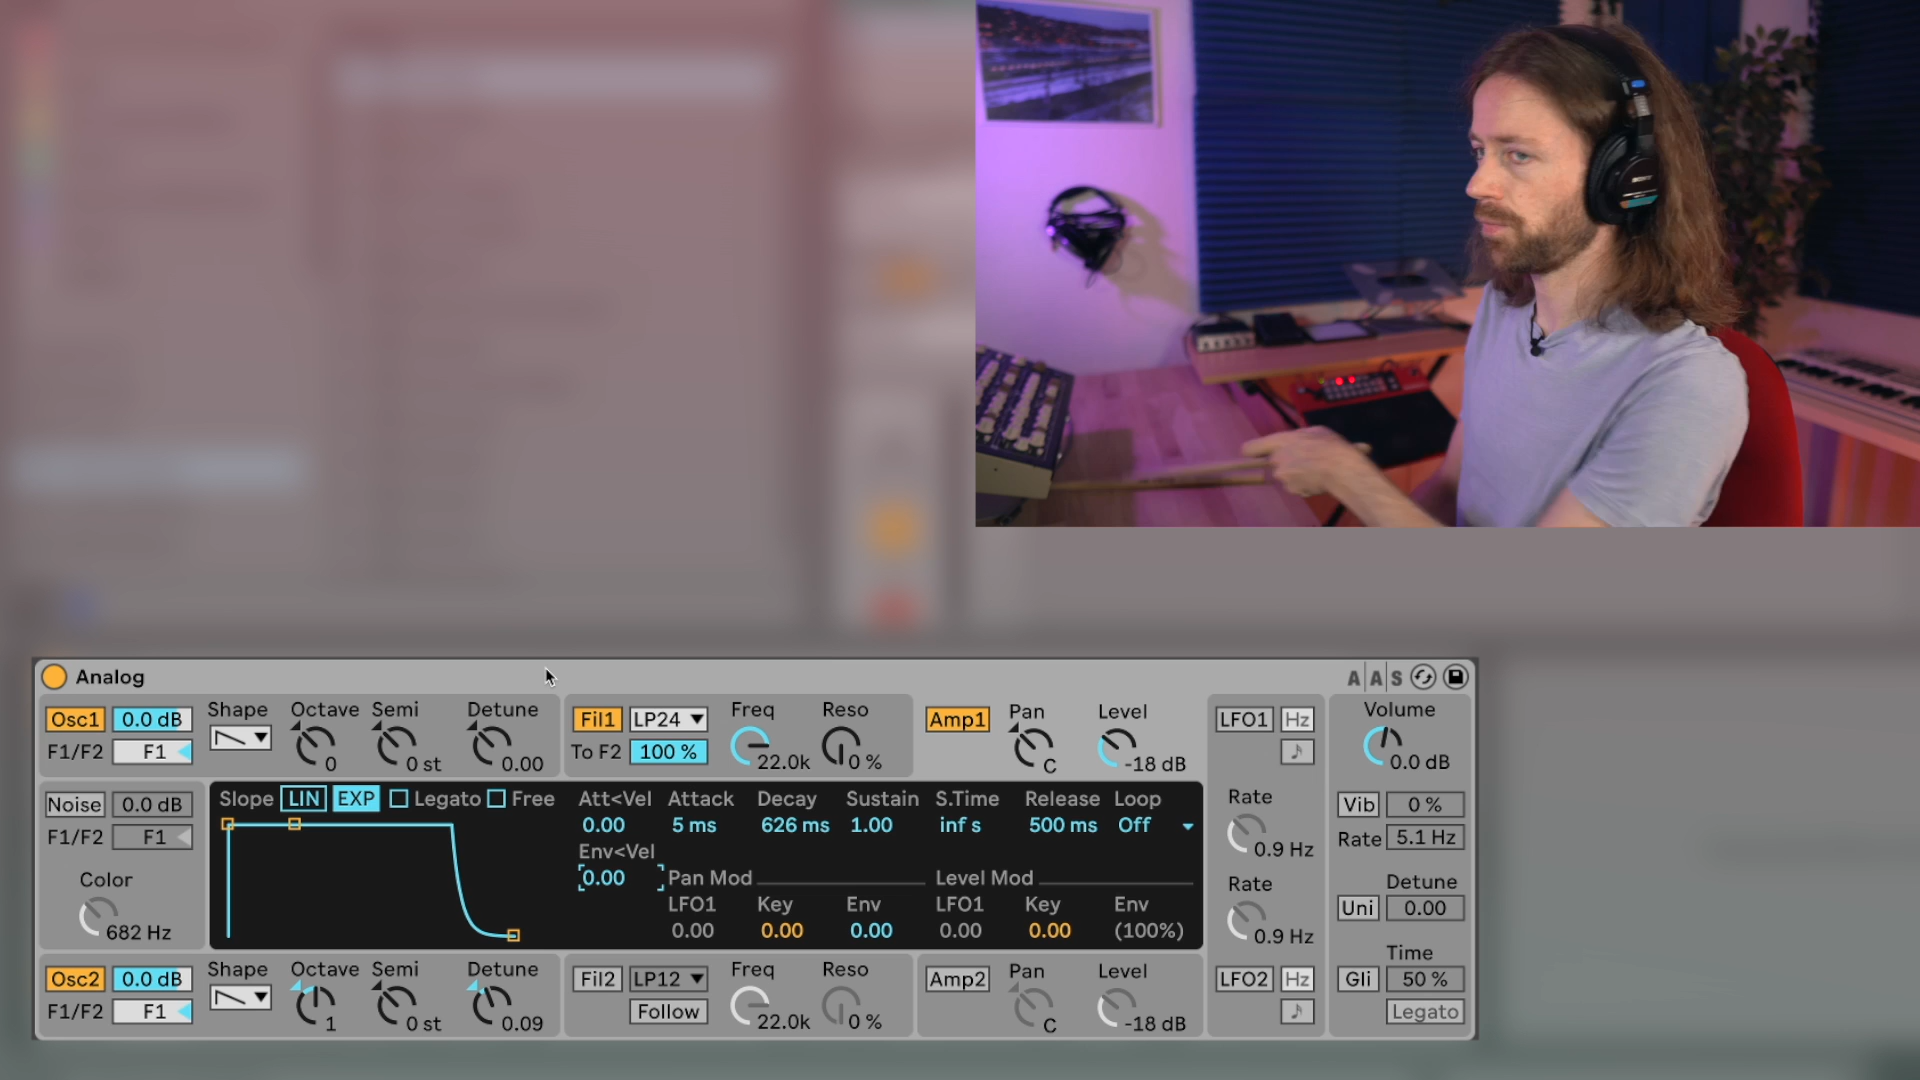 SONY
Analog
A A S
Osc1 0.0 dB Shape Octave Semi Detune
F1/F2 F1 0 0 st 0.00
Fil1 LP24 Freq Reso
To F2 100 % 22.0k 0 %
Amp1 Pan Level
C -18 dB
LFO1 Hz
Volume
0.0 dB
Noise 0.0 dB
F1/F2 F1
Color
682 Hz
Slope LIN EXP Legato Free
Att<Vel Attack Decay Sustain S.Time Release Loop
0.00 5 ms 626 ms 1.00 inf s 500 ms Off
Env<Vel
0.00 Pan Mod Level Mod
LFO1 Key Env LFO1 Key Env
0.00 0.00 0.00 0.00 0.00 (100%)
Rate
0.9 Hz
Rate
0.9 Hz
Vib 0 %
Rate 5.1 Hz
Detune
Uni 0.00
Time
Gli 50 %
Legato
Osc2 0.0 dB Shape Octave Semi Detune
F1/F2 F1 1 0 st 0.09
Fil2 LP12 Freq Reso
Follow 22.0k 0 %
Amp2 Pan Level
C -18 dB
LFO2 Hz